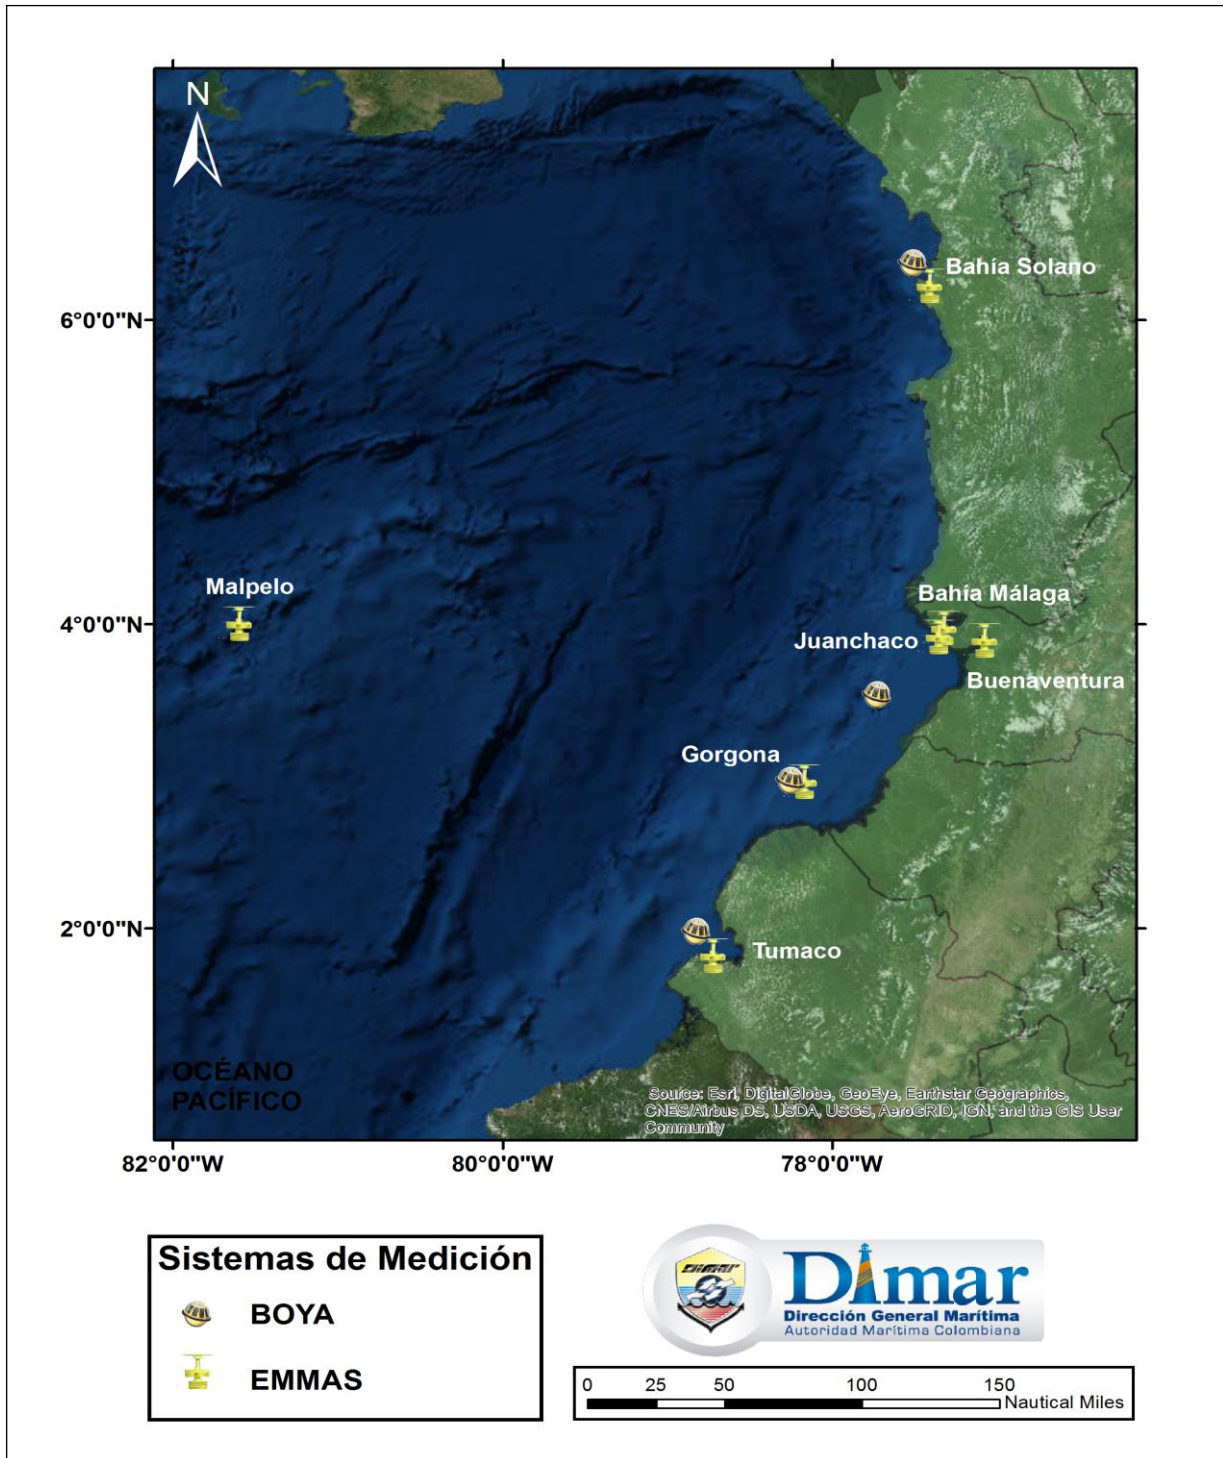 N
Bahía Solano
6°0'0"N
Malpelo
Bahía Málaga
4°0'0"N
Juanchaco
Buenaventura
Gorgona
2°0'0"N
Tumaco
OCÉANO
PACÍFICO
Source: Esri, DigitalGlobe, GeoEye, Earthstar Geographics,
CNES/Airbus DS, USDA, USGS, AeroGRID, IGN, and the GIS User
Community
82°0'0"W
80°0'0"W
78°0'0"W
Sistemas de Medición
BOYA
EMMAS
DIMAR
Dimar
Dirección General Marítima
Autoridad Marítima Colombiana
0 25 50 100 150
Nautical Miles